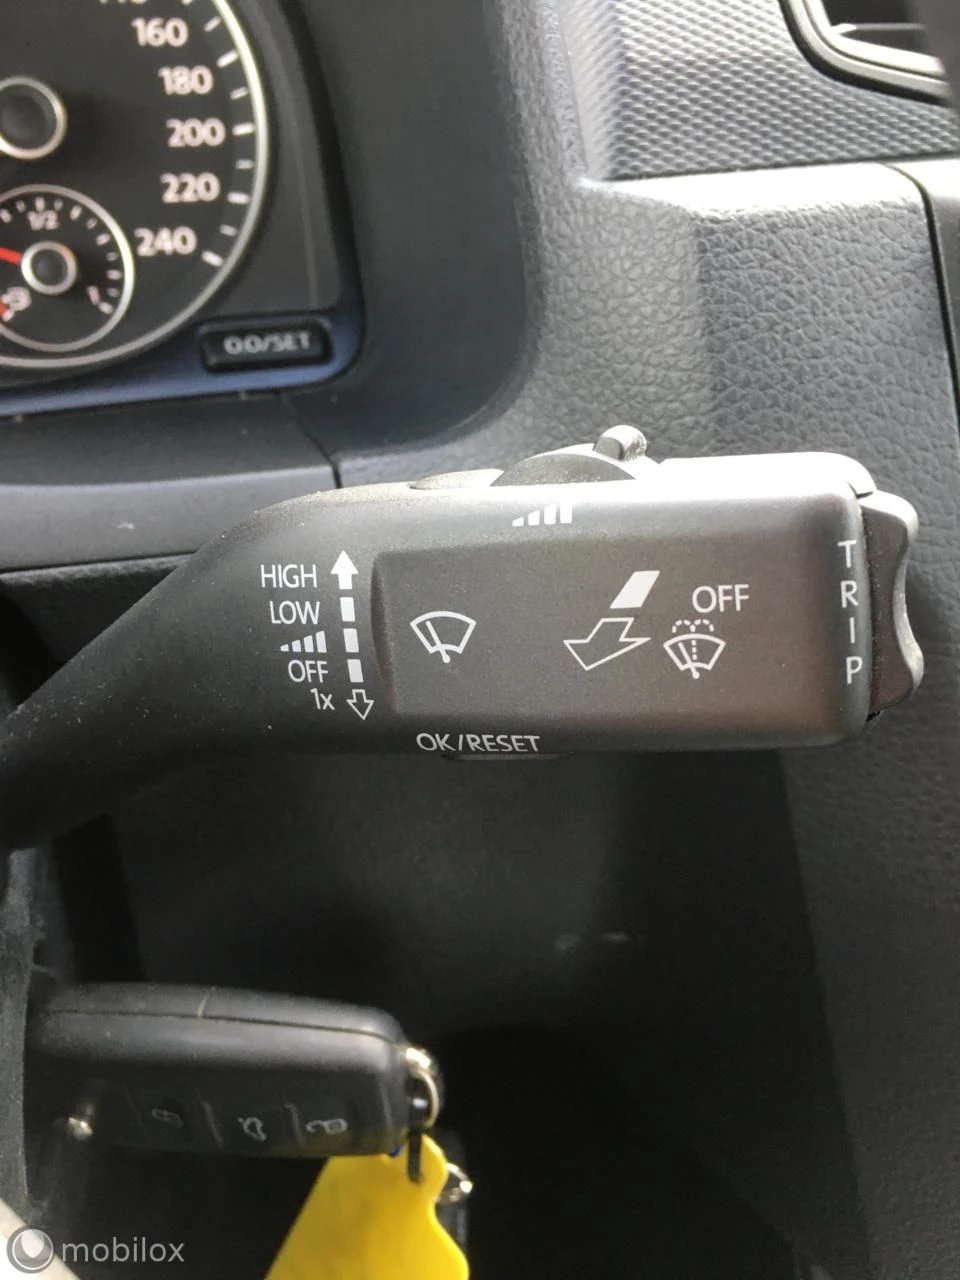 160
180
200
220
240
1/2
1
0.0/SET
HIGH
LOW
OFF
1x
OFF
TRIP
OK/RESET
mobilox